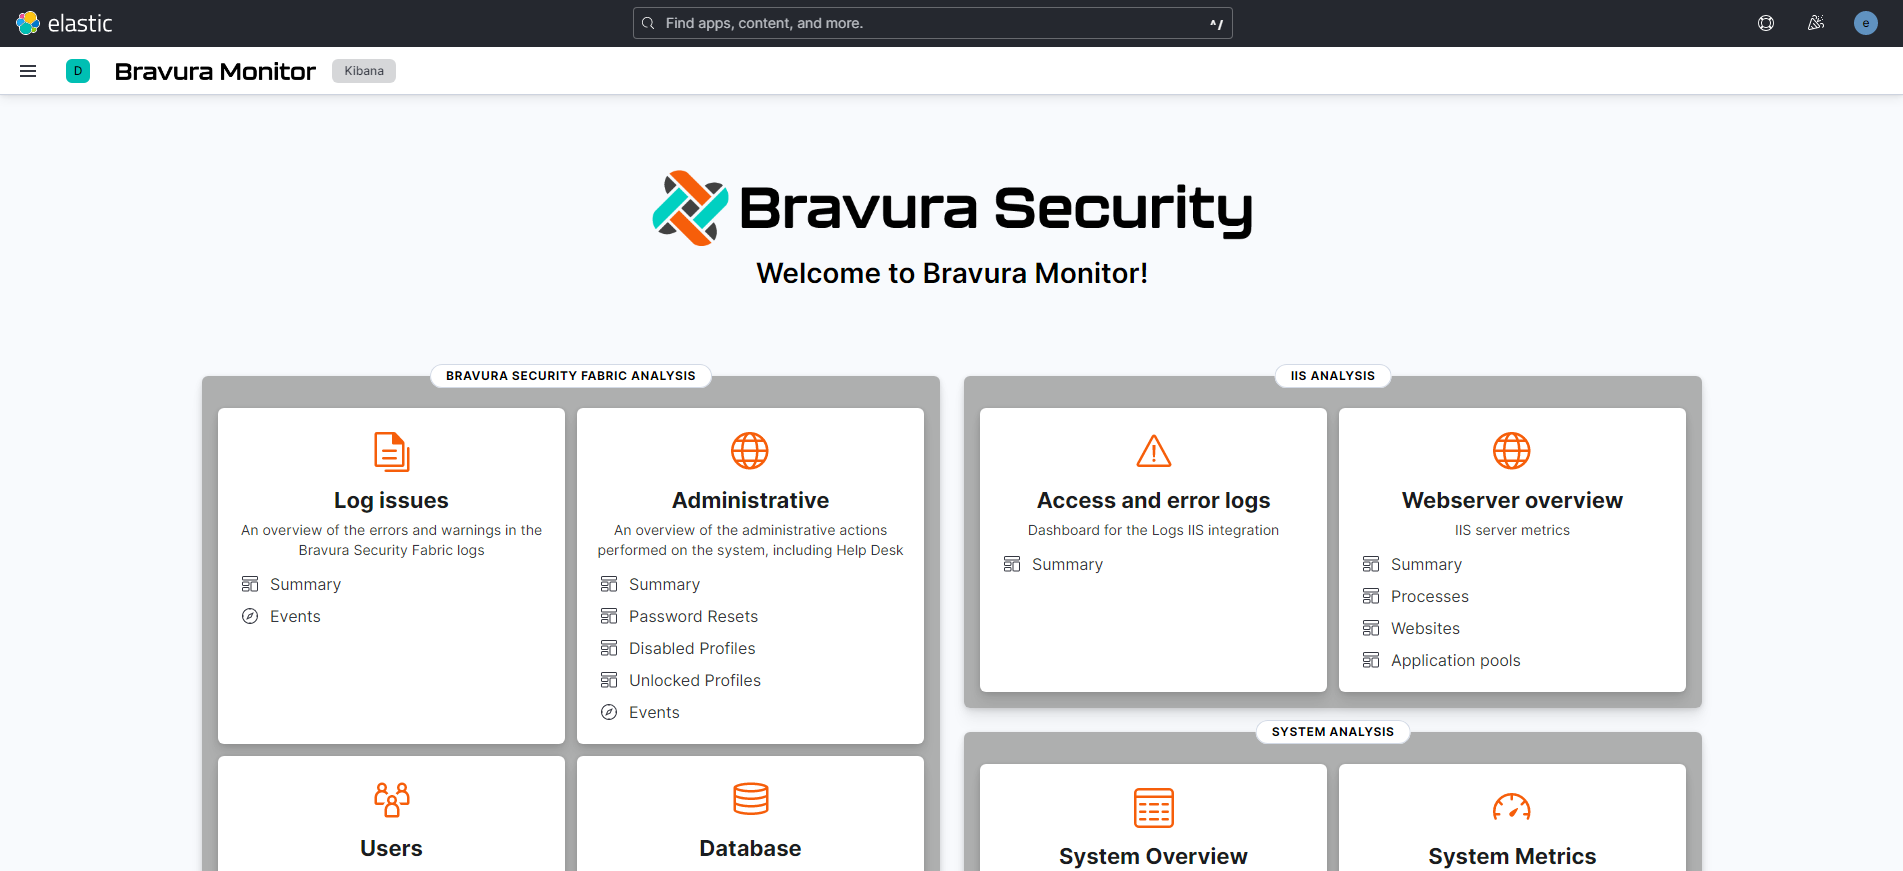 elastic
Find apps, content, and more.
^/
e
D
Bravura Monitor
Kibana
Bravura Security
Welcome to Bravura Monitor!
BRAVURA SECURITY FABRIC ANALYSIS
Log issues
An overview of the errors and warnings in the
Bravura Security Fabric logs
Summary
Events
Administrative
An overview of the administrative actions
performed on the system, including Help Desk
Summary
Password Resets
Disabled Profiles
Unlocked Profiles
Events
Users
Database
IIS ANALYSIS
Access and error logs
Dashboard for the Logs IIS integration
Summary
Webserver overview
IIS server metrics
Summary
Processes
Websites
Application pools
SYSTEM ANALYSIS
System Overview
System Metrics